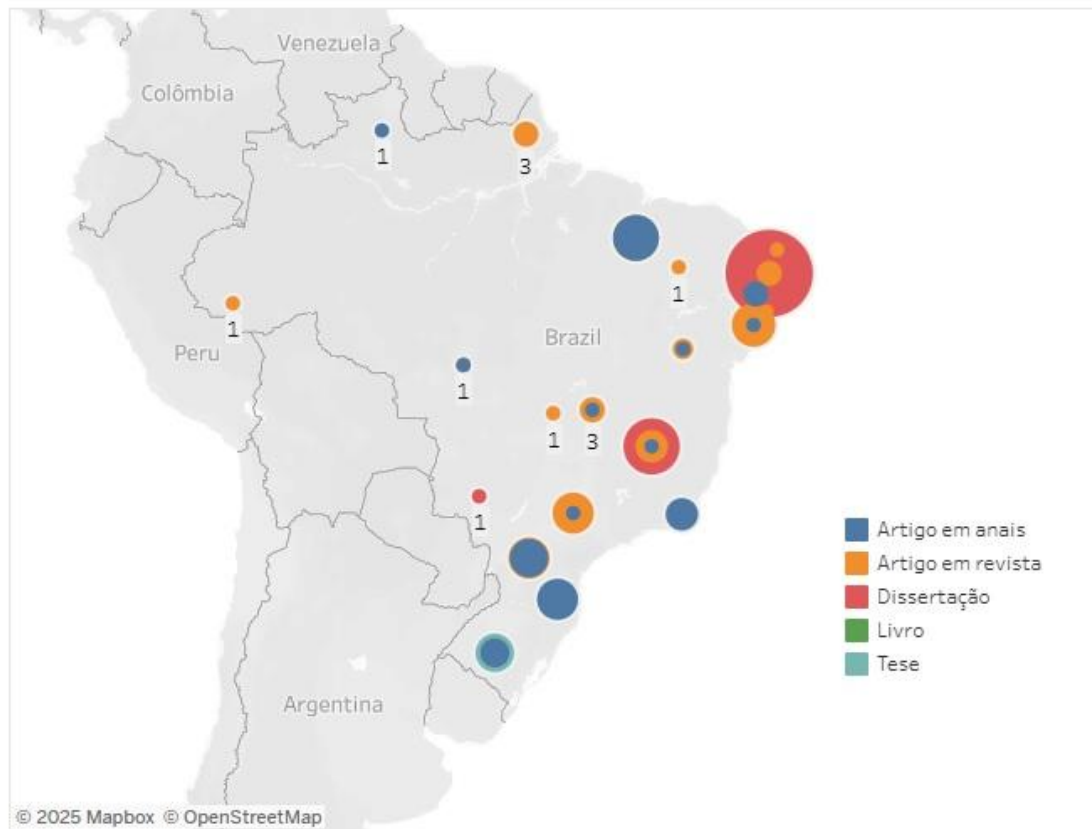 Venezuela
Colômbia
1
3
1
1
Brazil
Peru
1
1
3
1
Artigo em anais
Artigo em revista
Dissertação
Livro
Tese
Argentina
© 2025 Mapbox © OpenStreetMap